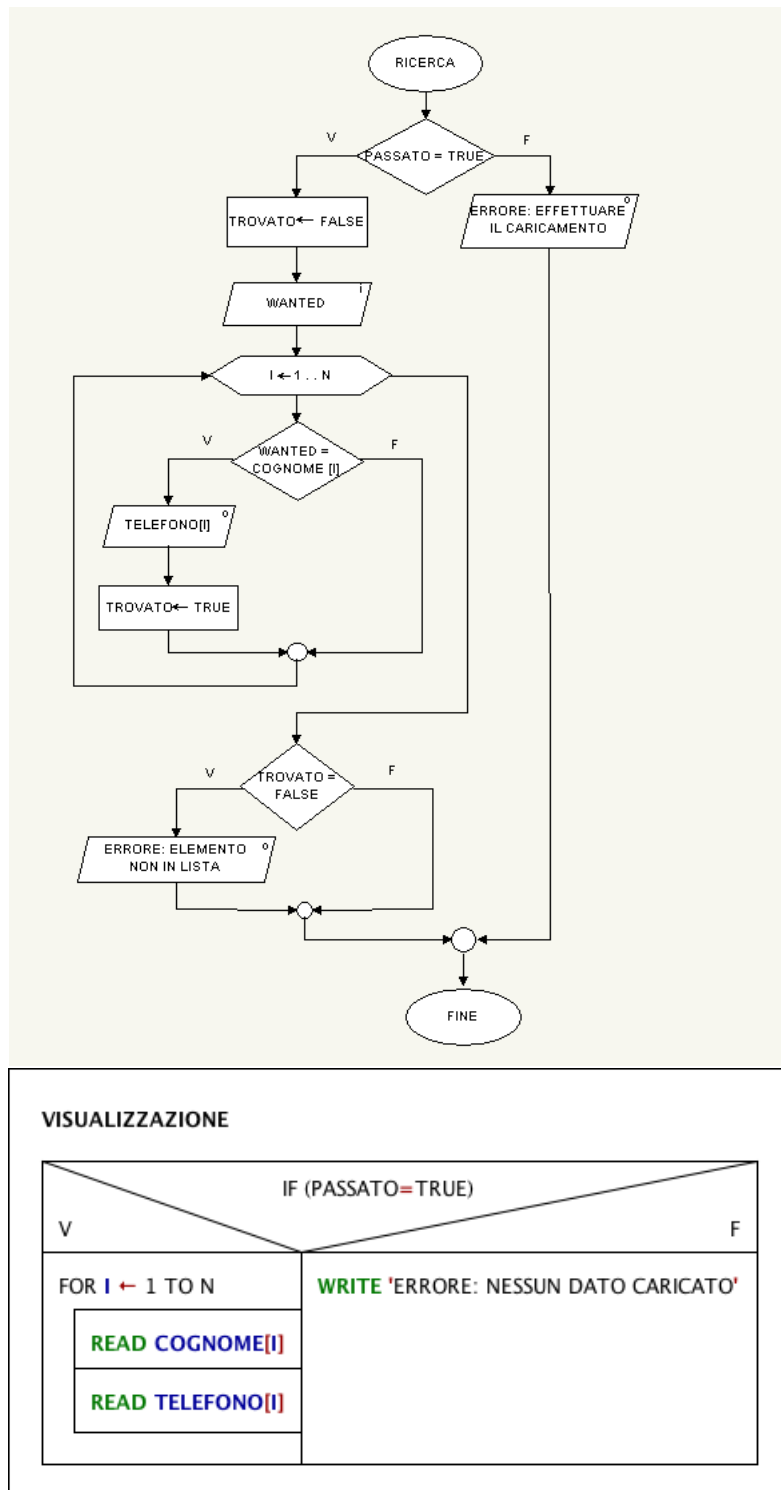 RICERCA
V
F
PASSATO = TRUE
TROVATO← FALSE
ERRORE: EFFETTUARE
IL CARICAMENTO
o
WANTED
i
I ← 1 . . N
V
F
WANTED =
COGNOME [I]
TELEFONO[I]
o
TROVATO← TRUE
V
F
TROVATO =
FALSE
ERRORE: ELEMENTO
NON IN LISTA
o
FINE
VISUALIZZAZIONE
IF (PASSATO=TRUE)
V
F
FOR I ← 1 TO N
WRITE 'ERRORE: NESSUN DATO CARICATO'
READ COGNOME[I]
READ TELEFONO[I]